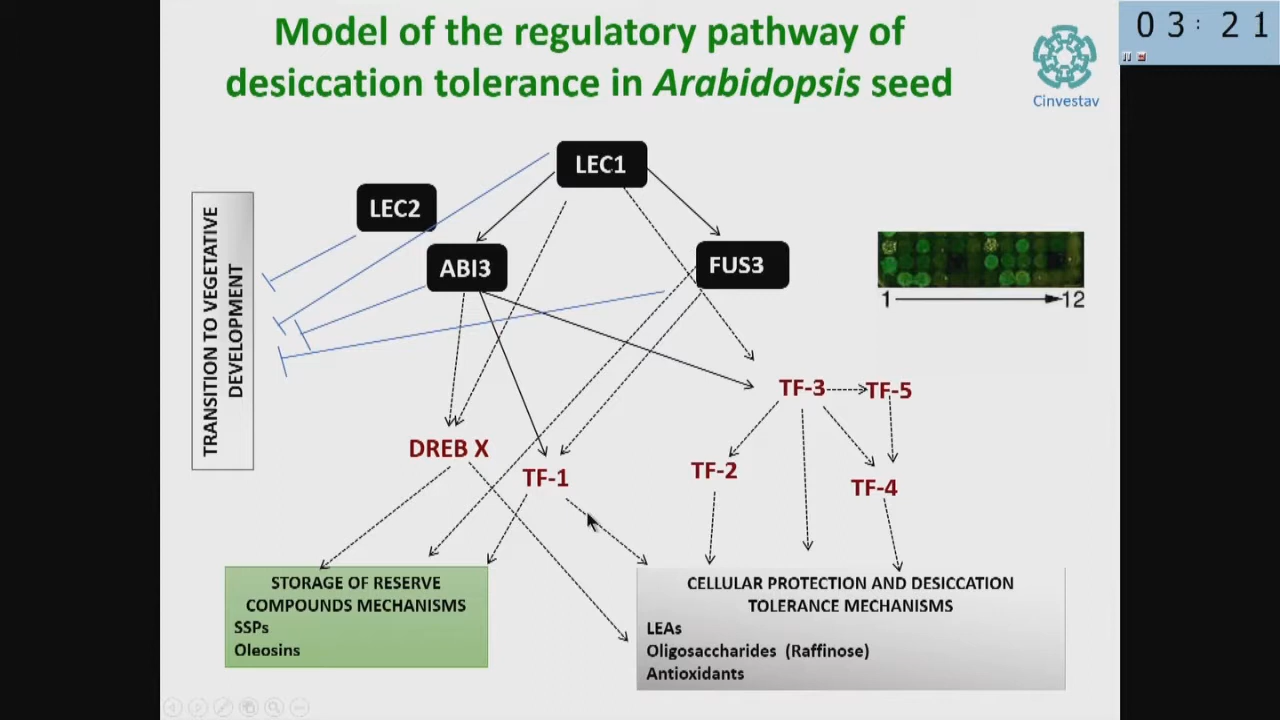 Model of the regulatory pathway of
desiccation tolerance in Arabidopsis seed
03:21
Cinvestav
LEC1
LEC2
ABI3
FUS3
TRANSITION TO VEGETATIVE
DEVELOPMENT
1
12
TF-3
TF-5
DREB X
TF-1
TF-2
TF-4
STORAGE OF RESERVE
COMPOUNDS MECHANISMS
SSPs
Oleosins
CELLULAR PROTECTION AND DESICCATION
TOLERANCE MECHANISMS
LEAs
Oligosaccharides (Raffinose)
Antioxidants